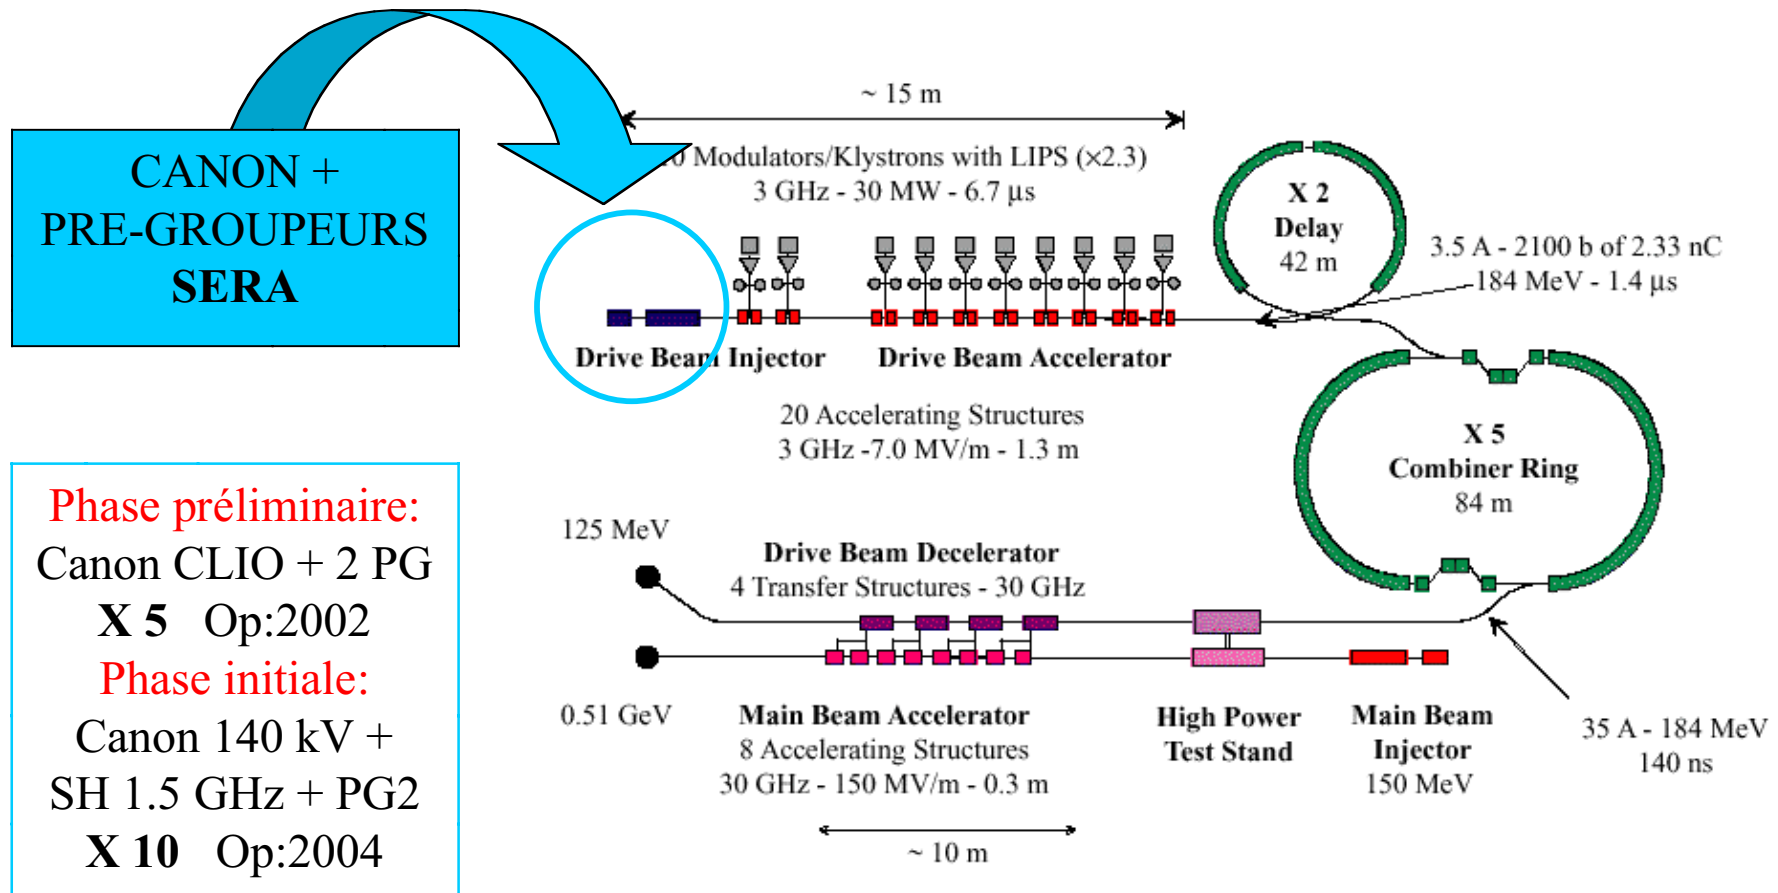 CANON +
PRE-GROUPEURS
SERA
~ 15 m
0 Modulators/Klystrons with LIPS (×2.3)
3 GHz - 30 MW - 6.7 µs
X 2
Delay
42 m
3.5 A - 2100 b of 2.33 nC
184 MeV - 1.4 µs
Drive Beam Injector
Drive Beam Accelerator
20 Accelerating Structures
3 GHz -7.0 MV/m - 1.3 m
X 5
Combiner Ring
84 m
Phase préliminaire:
Canon CLIO + 2 PG
X 5 Op:2002
Phase initiale:
Canon 140 kV +
SH 1.5 GHz + PG2
X 10 Op:2004
125 MeV
Drive Beam Decelerator
4 Transfer Structures - 30 GHz
0.51 GeV
Main Beam Accelerator
8 Accelerating Structures
30 GHz - 150 MV/m - 0.3 m
High Power
Test Stand
Main Beam
Injector
150 MeV
35 A - 184 MeV
140 ns
~ 10 m